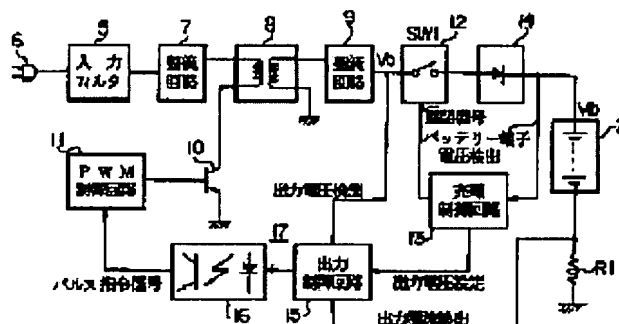 6
5
入力
フィルタ
7
整流
回路
8
9
整流
回路
Vo
SW1
12
14
バッテリー端子
電圧検出
Vb
2
11
PWM
制御回路
10
出力電圧検出
充電
制御回路
13
R1
17
パルス指令信号
16
出力
制御回路
15
出力電圧設定
出力電流検出